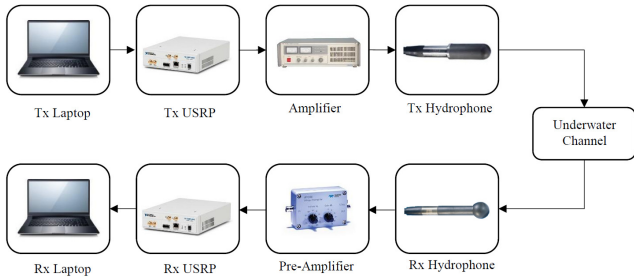 Tx Laptop
Tx USRP
Amplifier
Tx Hydrophone
Underwater
Channel
Rx Laptop
Rx USRP
Pre-Amplifier
Rx Hydrophone